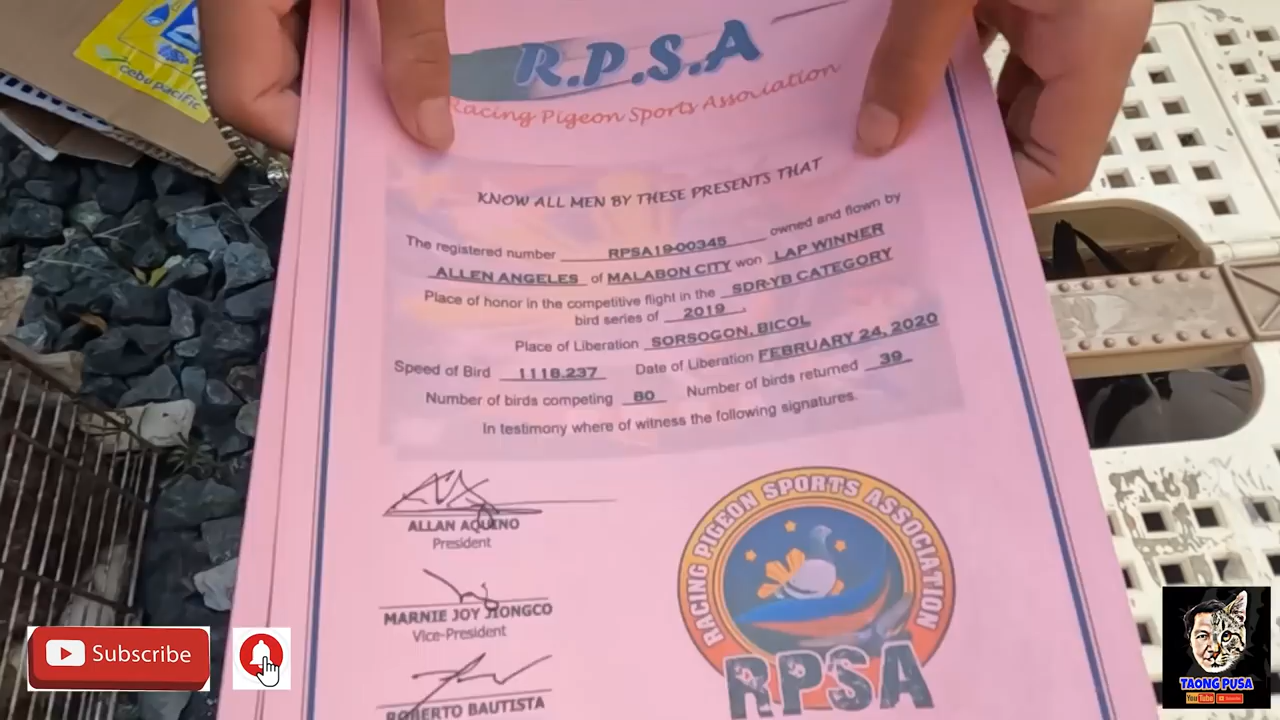 cebu pacific
R.P.S.A
Racing Pigeon Sports Association
KNOW ALL MEN BY THESE PRESENTS THAT
The registered number RPSA19-00345 owned and flown by
ALLEN ANGELES of MALABON CITY won LAP WINNER
Place of honor in the competitive flight in the SDR-YB CATEGORY
bird series of 2019
Place of Liberation SORSOGON, BICOL
Speed of Bird 1118.237 Date of Liberation FEBRUARY 24, 2020
Number of birds competing 80 Number of birds returned 39
In testimony where of witness the following signatures.
ALLAN AQUENO
President
MARNIE JOY JIONGCO
Vice-President
ROBERTO BAUTISTA
RACING PIGEON SPORTS ASSOCIATION
RPSA
Subscribe
TAONG PUSA
YouTube